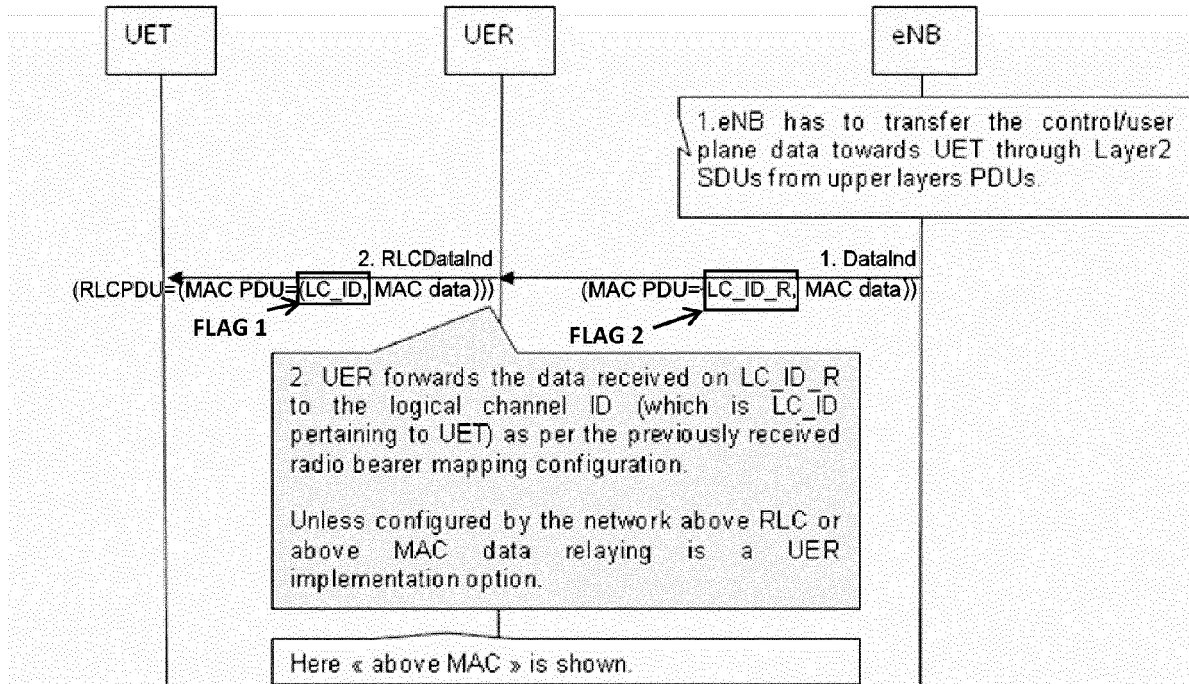 UET
UER
eNB
1.eNB has to transfer the control/user
plane data towards UET through Layer2
SDUs from upper layers PDUs.
2. RLCDataInd
1. DataInd
(RLCPDU=(MAC PDU=(LC_ID, MAC data)))
(MAC PDU=LC_ID_R, MAC data))
FLAG 1
FLAG 2
2. UER forwards the data received on LC_ID_R
to the logical channel ID (which is LC_ID
pertaining to UET) as per the previously received
radio bearer mapping configuration.
Unless configured by the network above RLC or
above MAC data relaying is a UER
implementation option.
Here « above MAC » is shown.